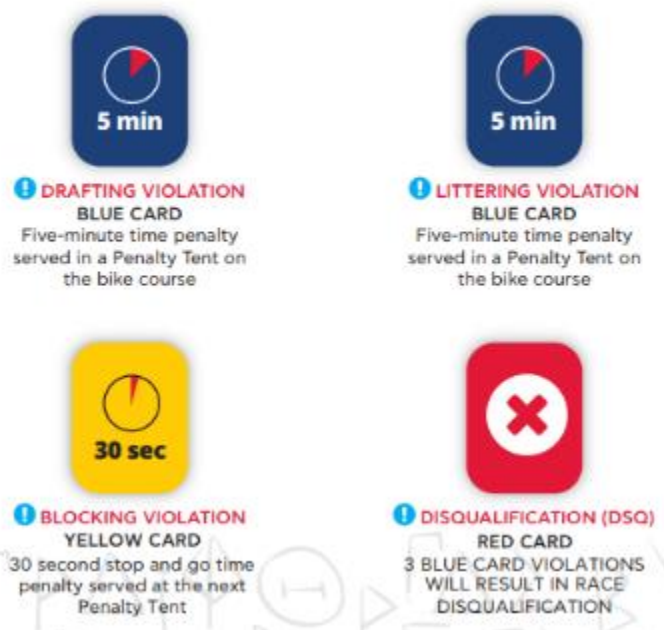 5 min
! DRAFTING VIOLATION
BLUE CARD
Five-minute time penalty
served in a Penalty Tent on
the bike course
5 min
! LITTERING VIOLATION
BLUE CARD
Five-minute time penalty
served in a Penalty Tent on
the bike course
30 sec
! BLOCKING VIOLATION
YELLOW CARD
30 second stop and go time
penalty served at the next
Penalty Tent
! DISQUALIFICATION (DSQ)
RED CARD
3 BLUE CARD VIOLATIONS
WILL RESULT IN RACE
DISQUALIFICATION